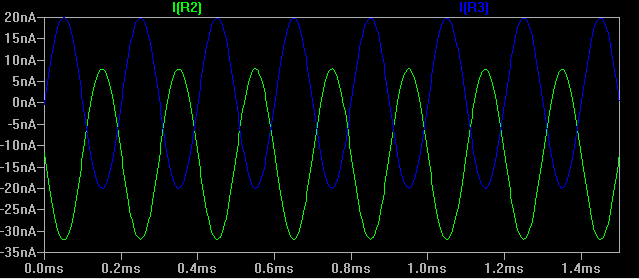 I(R2) I(R3)
20nA
15nA
10nA
5nA
0nA
-5nA
-10nA
-15nA
-20nA
-25nA
-30nA
-35nA
0.0ms 0.2ms 0.4ms 0.6ms 0.8ms 1.0ms 1.2ms 1.4ms